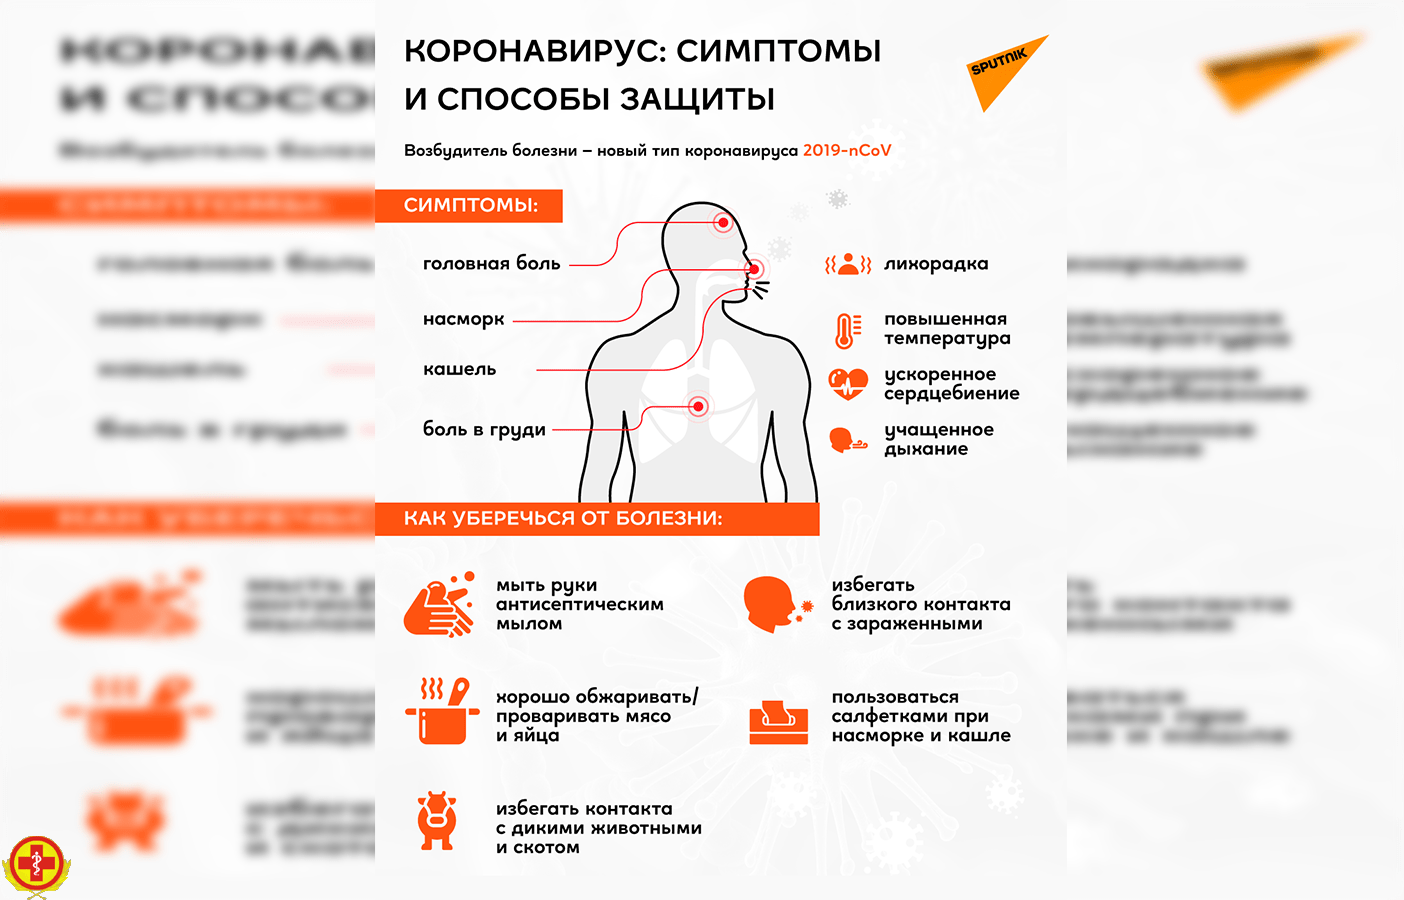 КОРОНАВИРУС: СИМПТОМЫ
И СПОСОБЫ ЗАЩИТЫ
SPUTNIK
Возбудитель болезни – новый тип коронавируса 2019-nCoV
СИМПТОМЫ:
головная боль
насморк
кашель
боль в груди
лихорадка
повышенная
температура
ускоренное
сердцебиение
учащенное
дыхание
КАК УБЕРЕЧЬСЯ ОТ БОЛЕЗНИ:
мыть руки
антисептическим
мылом
избегать
близкого контакта
с зараженными
хорошо обжаривать/
проваривать мясо
и яйца
пользоваться
салфетками при
насморке и кашле
избегать контакта
с дикими животными
и скотом